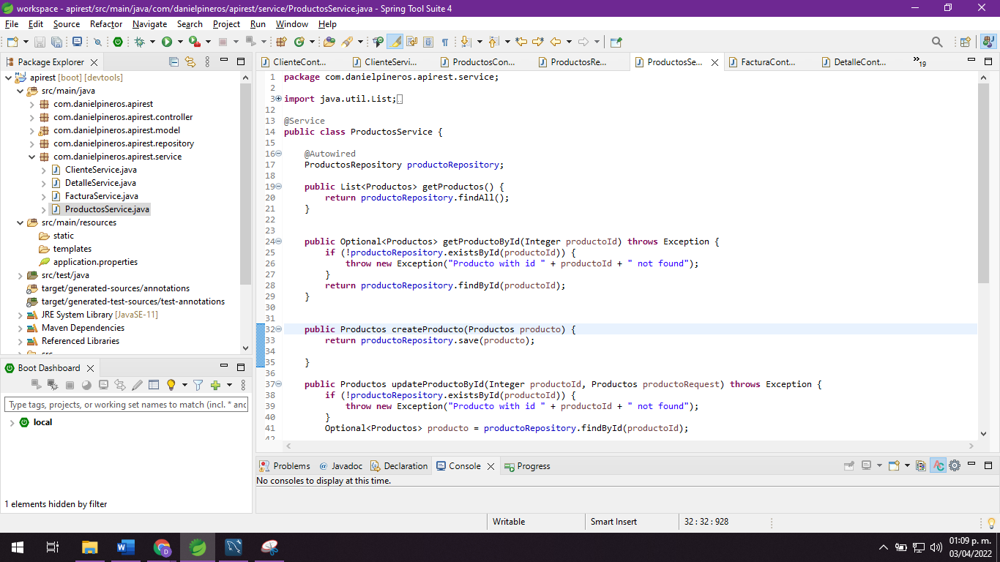 workspace - apirest/src/main/java/com/danielpineros/apirest/service/ProductosService.java - Spring Tool Suite 4
File Edit Source Refactor Navigate Search Project Run Window Help
Package Explorer
apirest [boot] [devtools]
src/main/java
com.danielpineros.apirest
com.danielpineros.apirest.controller
com.danielpineros.apirest.model
com.danielpineros.apirest.repository
com.danielpineros.apirest.service
ClienteService.java
DetalleService.java
FacturaService.java
ProductosService.java
src/main/resources
static
templates
application.properties
src/test/java
target/generated-sources/annotations
target/generated-test-sources/test-annotations
JRE System Library [JavaSE-11]
Maven Dependencies
Referenced Libraries
src
Boot Dashboard
Type tags, projects, or working set names to match (incl. * and
local
1 elements hidden by filter
ClienteCont... ClienteServi... ProductosCon... ProductosRe... ProductosSe... FacturaCont... DetalleCont... 19
1 package com.danielpineros.apirest.service;
2
3 import java.util.List;
12
13 @Service
14 public class ProductosService {
15
16 @Autowired
17 ProductosRepository productoRepository;
18
19 public List<Productos> getProductos() {
20 return productoRepository.findAll();
21 }
22
23
24 public Optional<Productos> getProductoById(Integer productoId) throws Exception {
25 if (!productoRepository.existsById(productoId)) {
26 throw new Exception("Producto with id " + productoId + " not found");
27 }
28 return productoRepository.findById(productoId);
29 }
30
31
32 public Productos createProducto(Productos producto) {
33 return productoRepository.save(producto);
34
35 }
36
37 public Productos updateProductoById(Integer productoId, Productos productoRequest) throws Exception {
38 if (!productoRepository.existsById(productoId)) {
39 throw new Exception("Producto with id " + productoId + " not found");
40 }
41 Optional<Productos> producto = productoRepository.findById(productoId);
42
Problems @ Javadoc Declaration Console Progress
No consoles to display at this time.
Writable Smart Insert 32 : 32 : 928
01:09 p. m.
03/04/2022